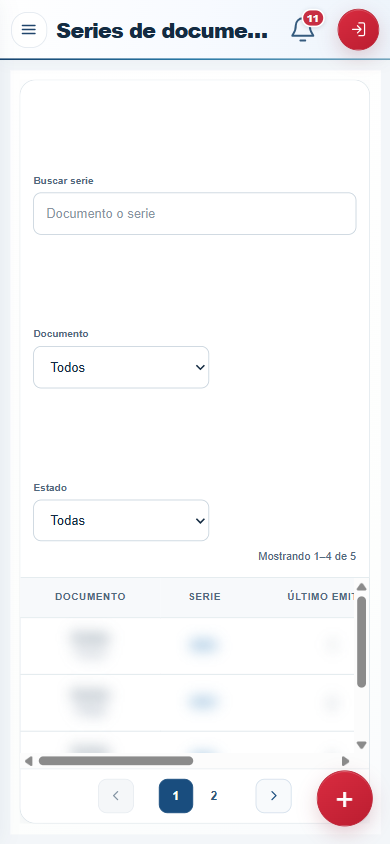 Series de docume...
11
Buscar serie
Documento o serie
Documento
Todos
Estado
Todas
Mostrando 1–4 de 5
DOCUMENTO SERIE ÚLTIMO
1 2
+